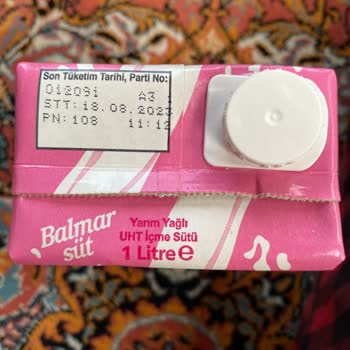 Son Tüketim Tarihi, Parti No:
012091 A3
STT: 18.08.2023
PN: 108 11:12
Balmar
süt
Yarım Yağlı
UHT İçme Sütü
1 Litre e